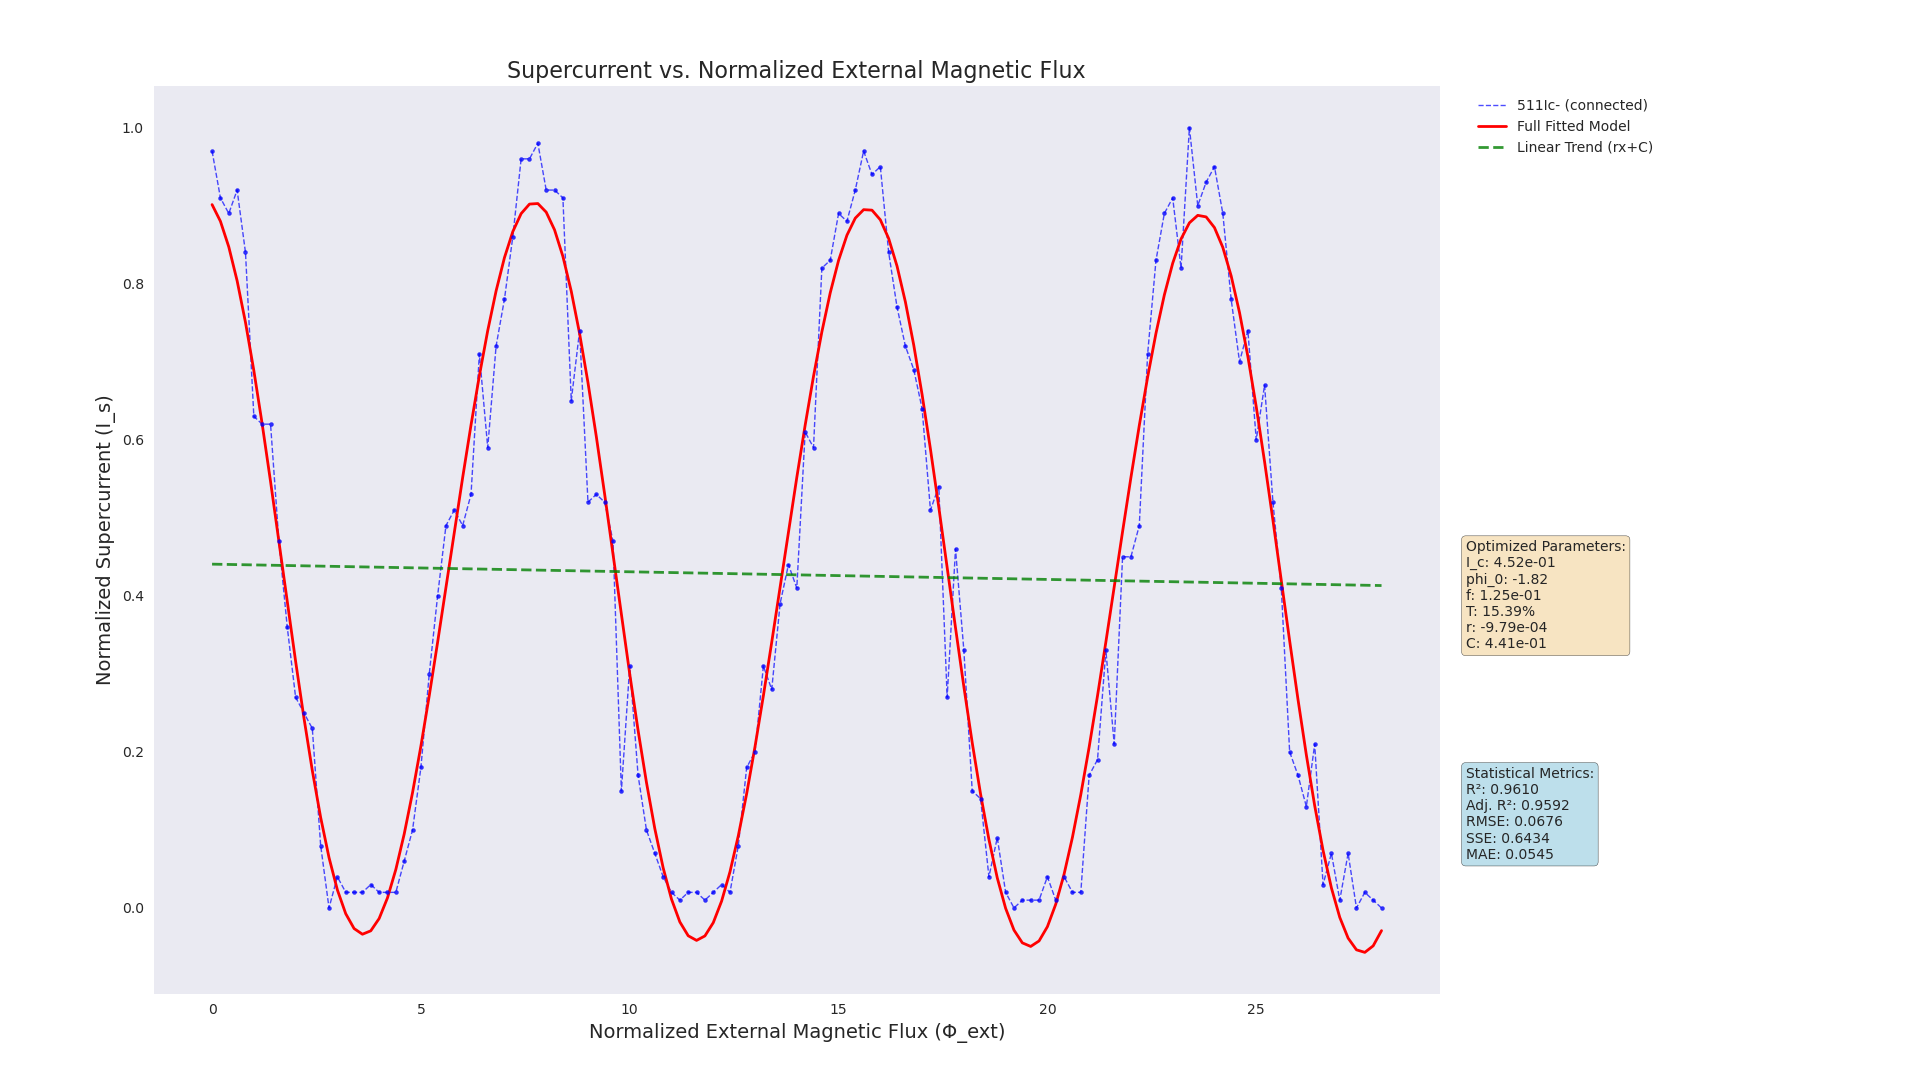 Supercurrent vs. Normalized External Magnetic Flux
Normalized Supercurrent (I_s)
1.0
0.8
0.6
0.4
0.2
0.0
0 5 10 15 20 25
Normalized External Magnetic Flux (Φ_ext)
511Ic- (connected)
Full Fitted Model
Linear Trend (rx+C)
Optimized Parameters:
I_c: 4.52e-01
phi_0: -1.82
f: 1.25e-01
T: 15.39%
r: -9.79e-04
C: 4.41e-01
Statistical Metrics:
R²: 0.9610
Adj. R²: 0.9592
RMSE: 0.0676
SSE: 0.6434
MAE: 0.0545